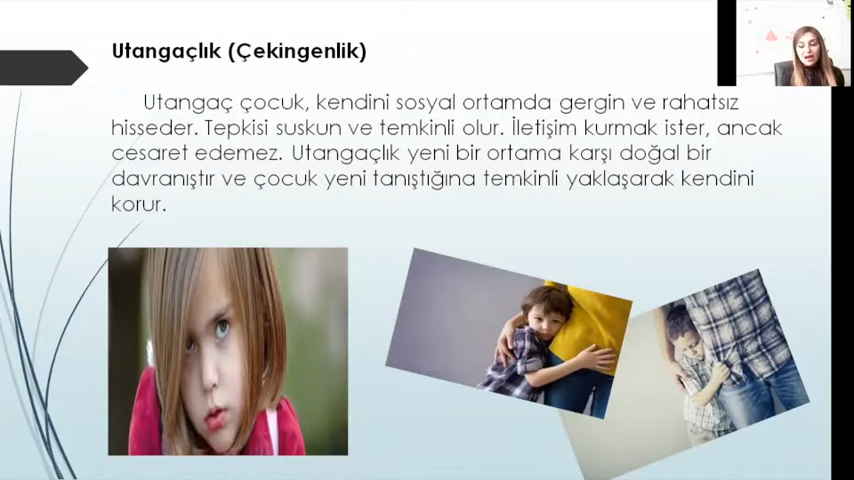 Utangaçlık (Çekingenlik)
Utangaç çocuk, kendini sosyal ortamda gergin ve rahatsız
hisseder. Tepkisi suskun ve temkinli olur. İletişim kurmak ister, ancak
cesaret edemez. Utangaçlık yeni bir ortama karşı doğal bir
davranıştır ve çocuk yeni tanıştığına temkinli yaklaşarak kendini
korur.